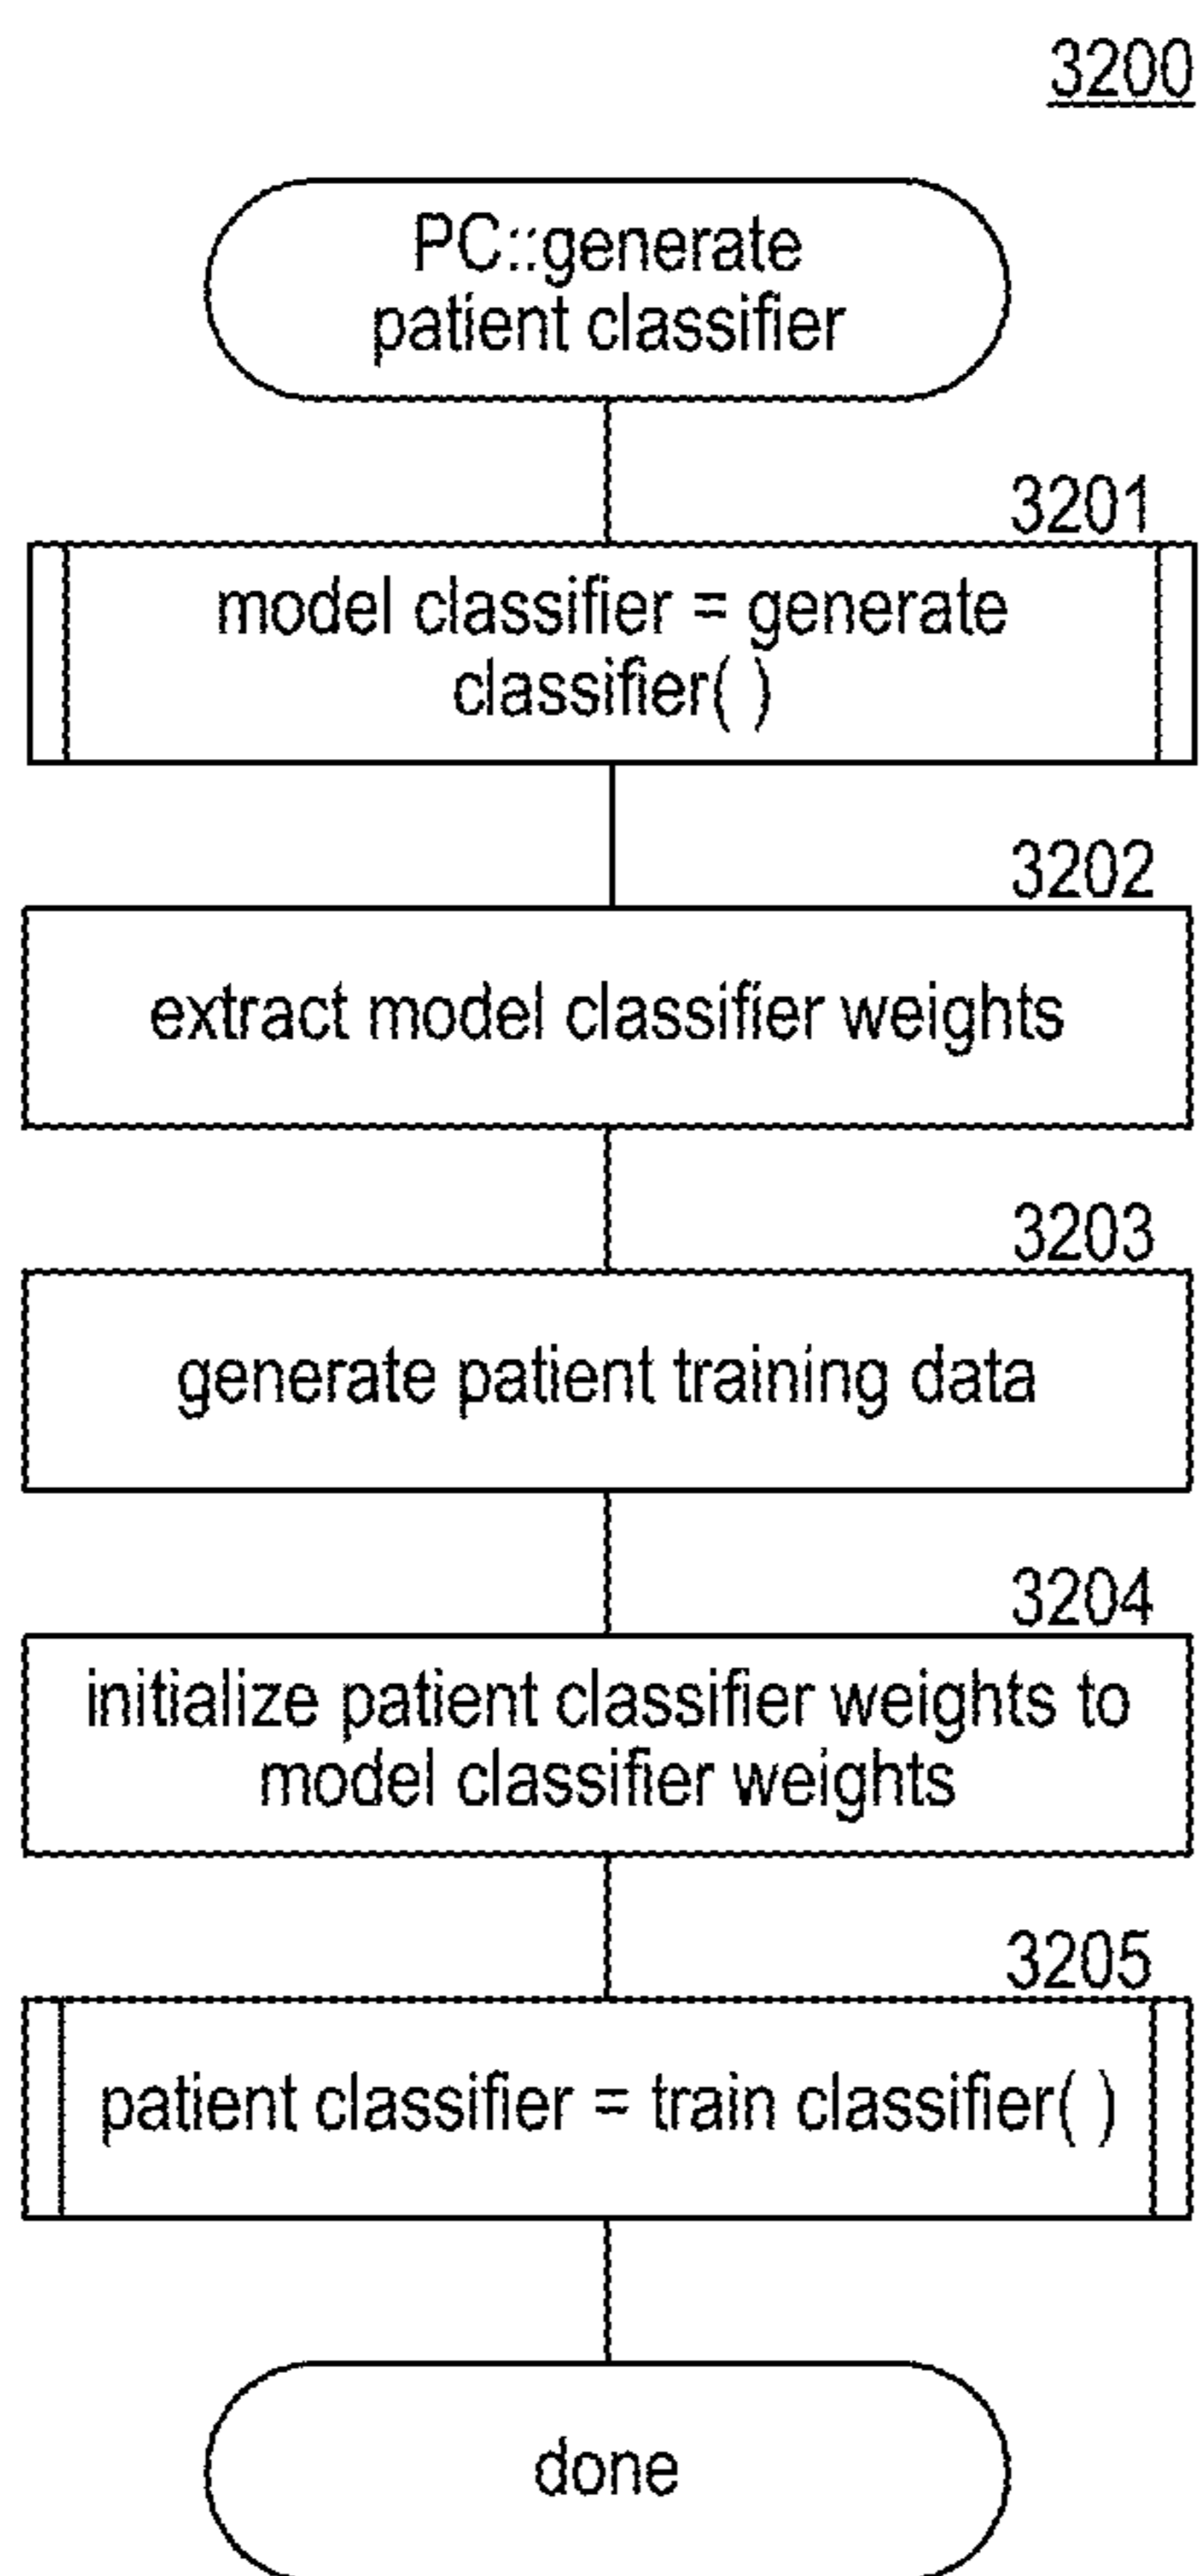 3200
PC::generate
patient classifier
3201
model classifier = generate
classifier( )
3202
extract model classifier weights
3203
generate patient training data
3204
initialize patient classifier weights to
model classifier weights
3205
patient classifier = train classifier( )
done